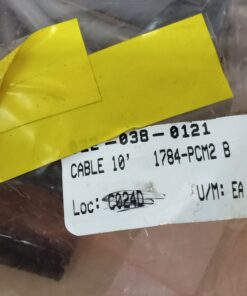 -038-0121
CABLE 10' 1784-PCM2 B
Loc: C024D U/M: EA